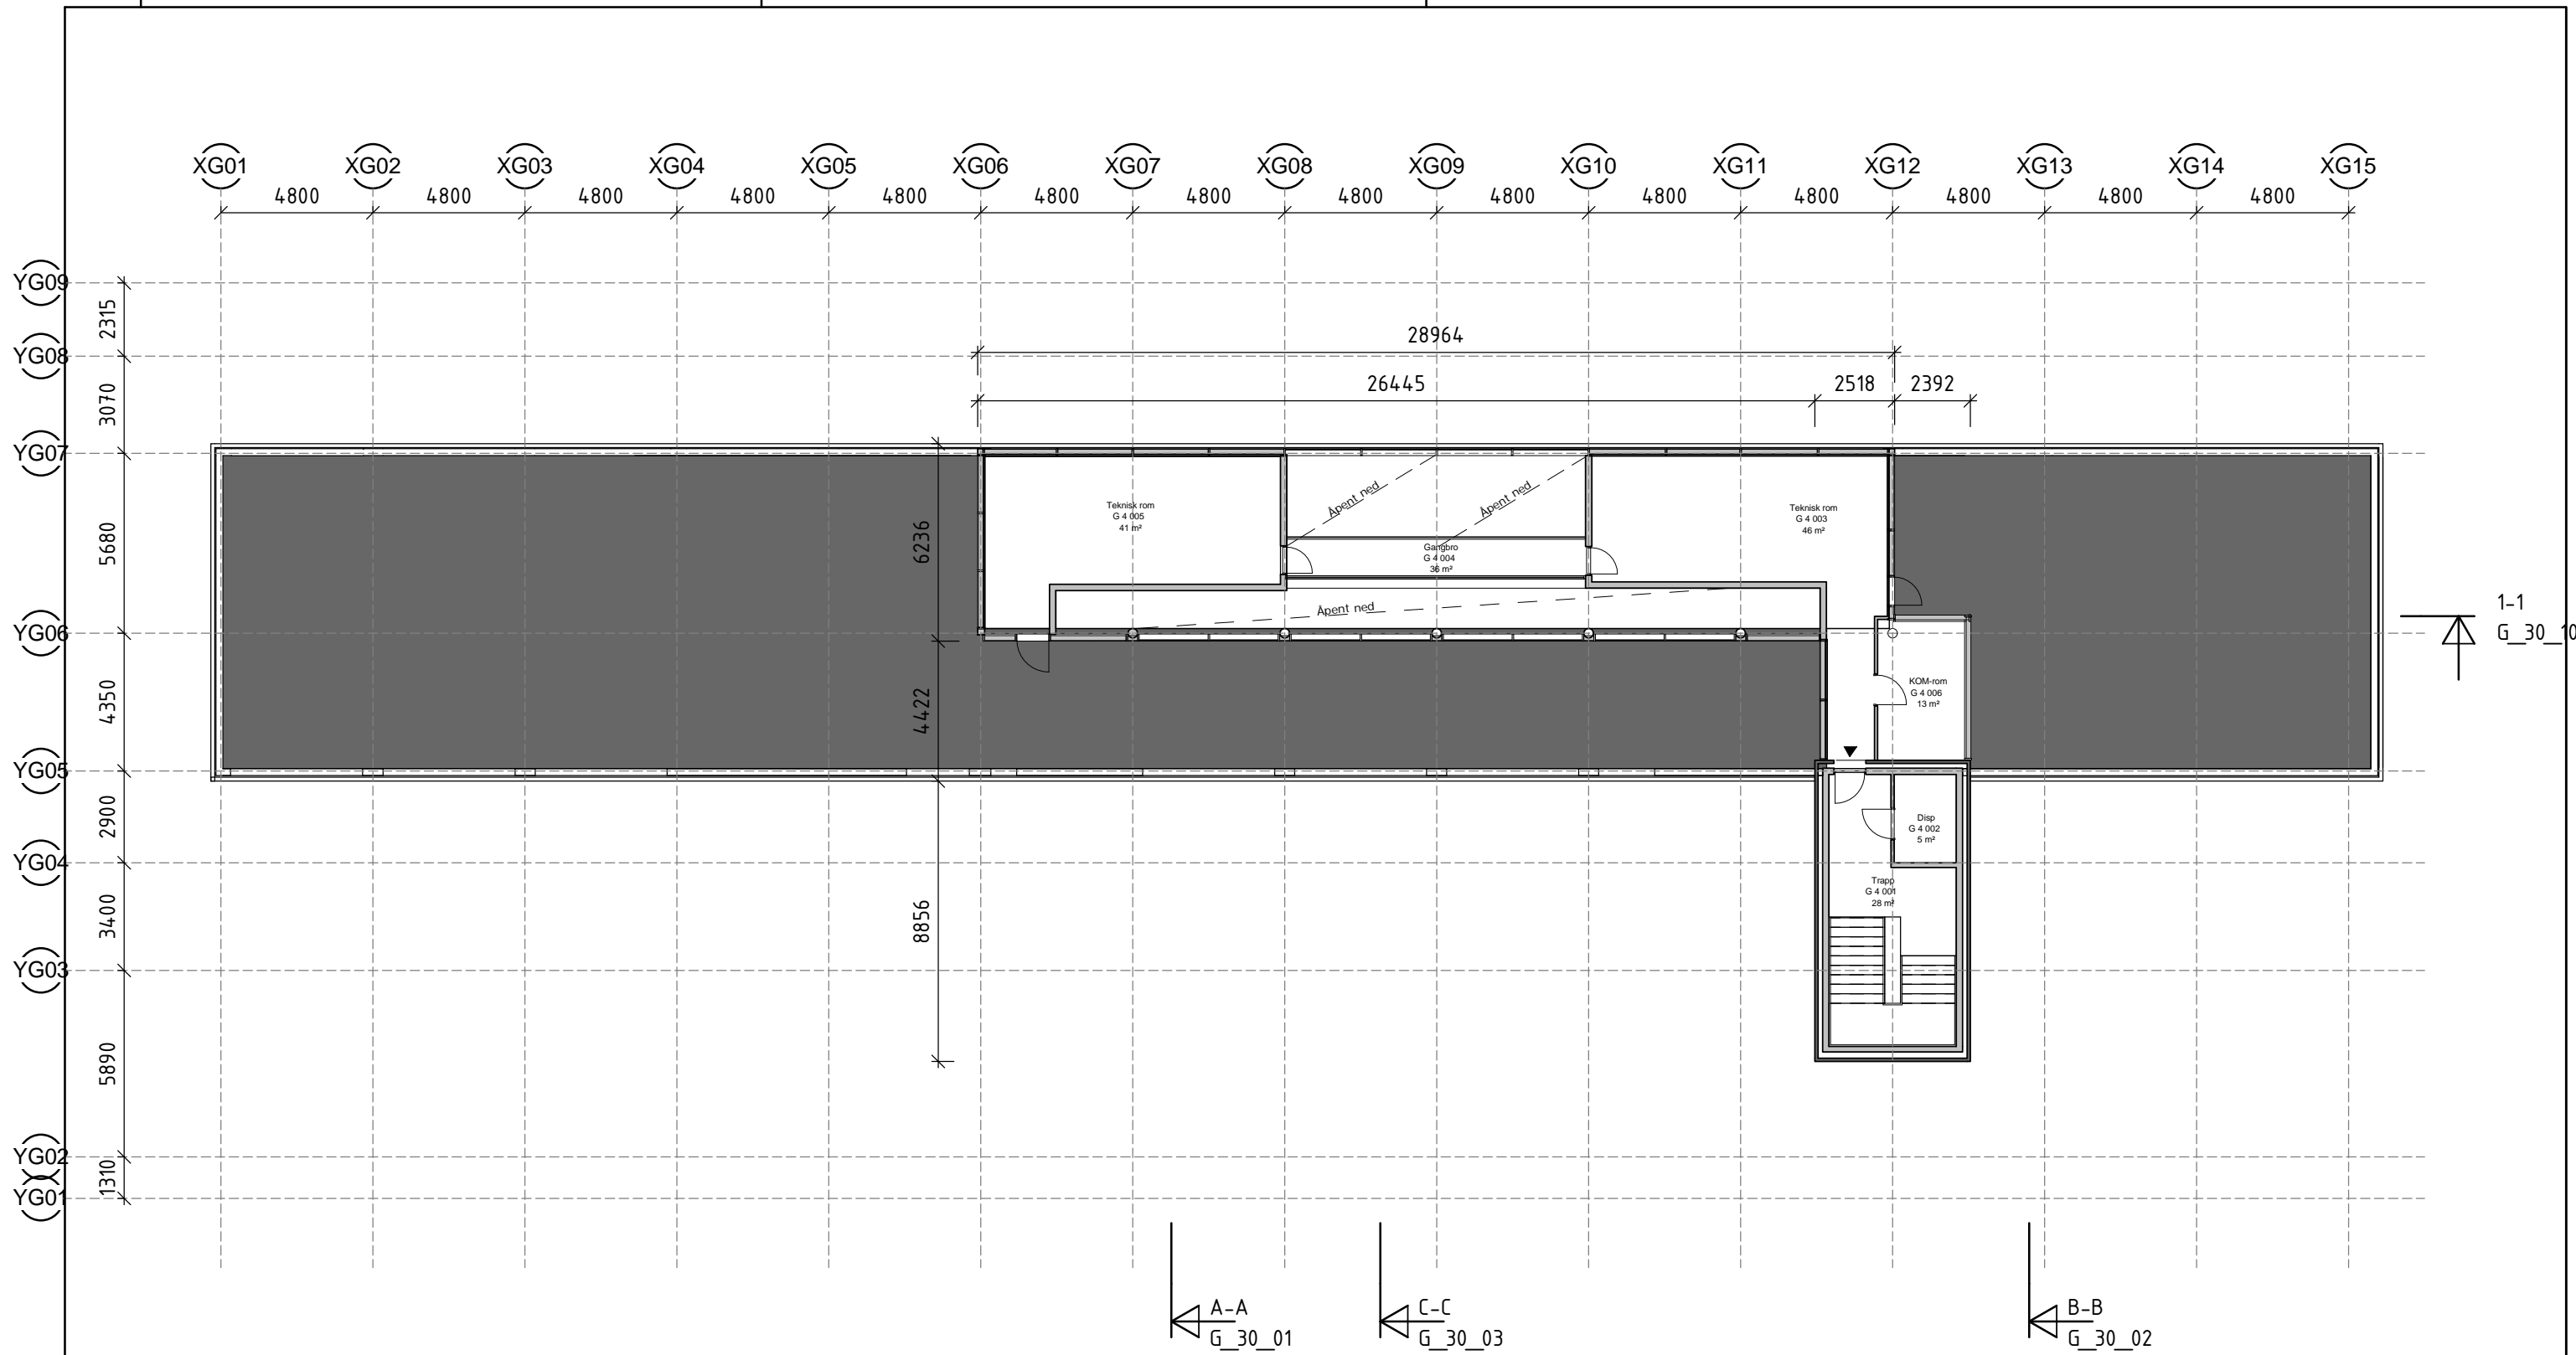 XG01 XG02 XG03 XG04 XG05 XG06 XG07 XG08 XG09 XG10 XG11 XG12 XG13 XG14 XG15
4800 4800 4800 4800 4800 4800 4800 4800 4800 4800 4800 4800 4800 4800
YG09
2315
YG08
3070
YG07
5680
YG06
4350
YG05
2900
YG04
3400
YG03
5890
YG02
1310
YG01
28964
26445 2518 2392
6236
4422
8856
Teknisk rom
G 4 005
41 m²
Åpent ned
Åpent ned
Gangbro
G 4 004
36 m²
Åpent ned
Teknisk rom
G 4 003
46 m²
KOM-rom
G 4 006
13 m²
Disp
G 4 002
5 m²
Trapp
G 4 001
28 m²
1-1
G_30_10
A-A
G_30_01
C-C
G_30_03
B-B
G_30_02